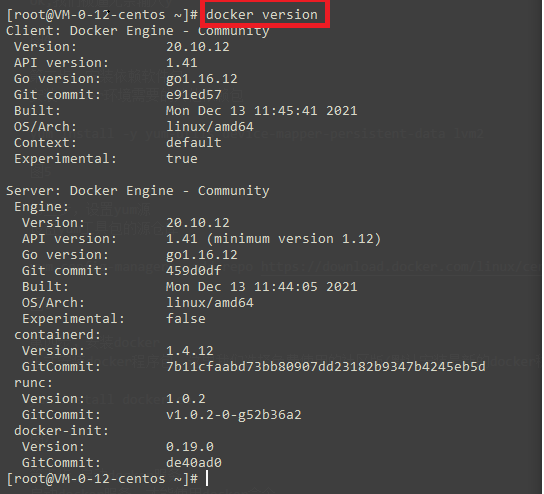 [root@VM-0-12-centos ~]# docker version
Client: Docker Engine - Community
 Version:           20.10.12
 API version:       1.41
 Go version:        go1.16.12
 Git commit:        e91ed57
 Built:             Mon Dec 13 11:45:41 2021
 OS/Arch:           linux/amd64
 Context:           default
 Experimental:      true

Server: Docker Engine - Community
 Engine:
  Version:          20.10.12
  API version:      1.41 (minimum version 1.12)
  Go version:       go1.16.12
  Git commit:       459d0df
  Built:            Mon Dec 13 11:44:05 2021
  OS/Arch:          linux/amd64
  Experimental:     false
 containerd:
  Version:          1.4.12
  GitCommit:        7b11cfaabd73bb80907dd23182b9347b4245eb5d
 runc:
  Version:          1.0.2
  GitCommit:        v1.0.2-0-g52b36a2
 docker-init:
  Version:          0.19.0
  GitCommit:        de40ad0
[root@VM-0-12-centos ~]#